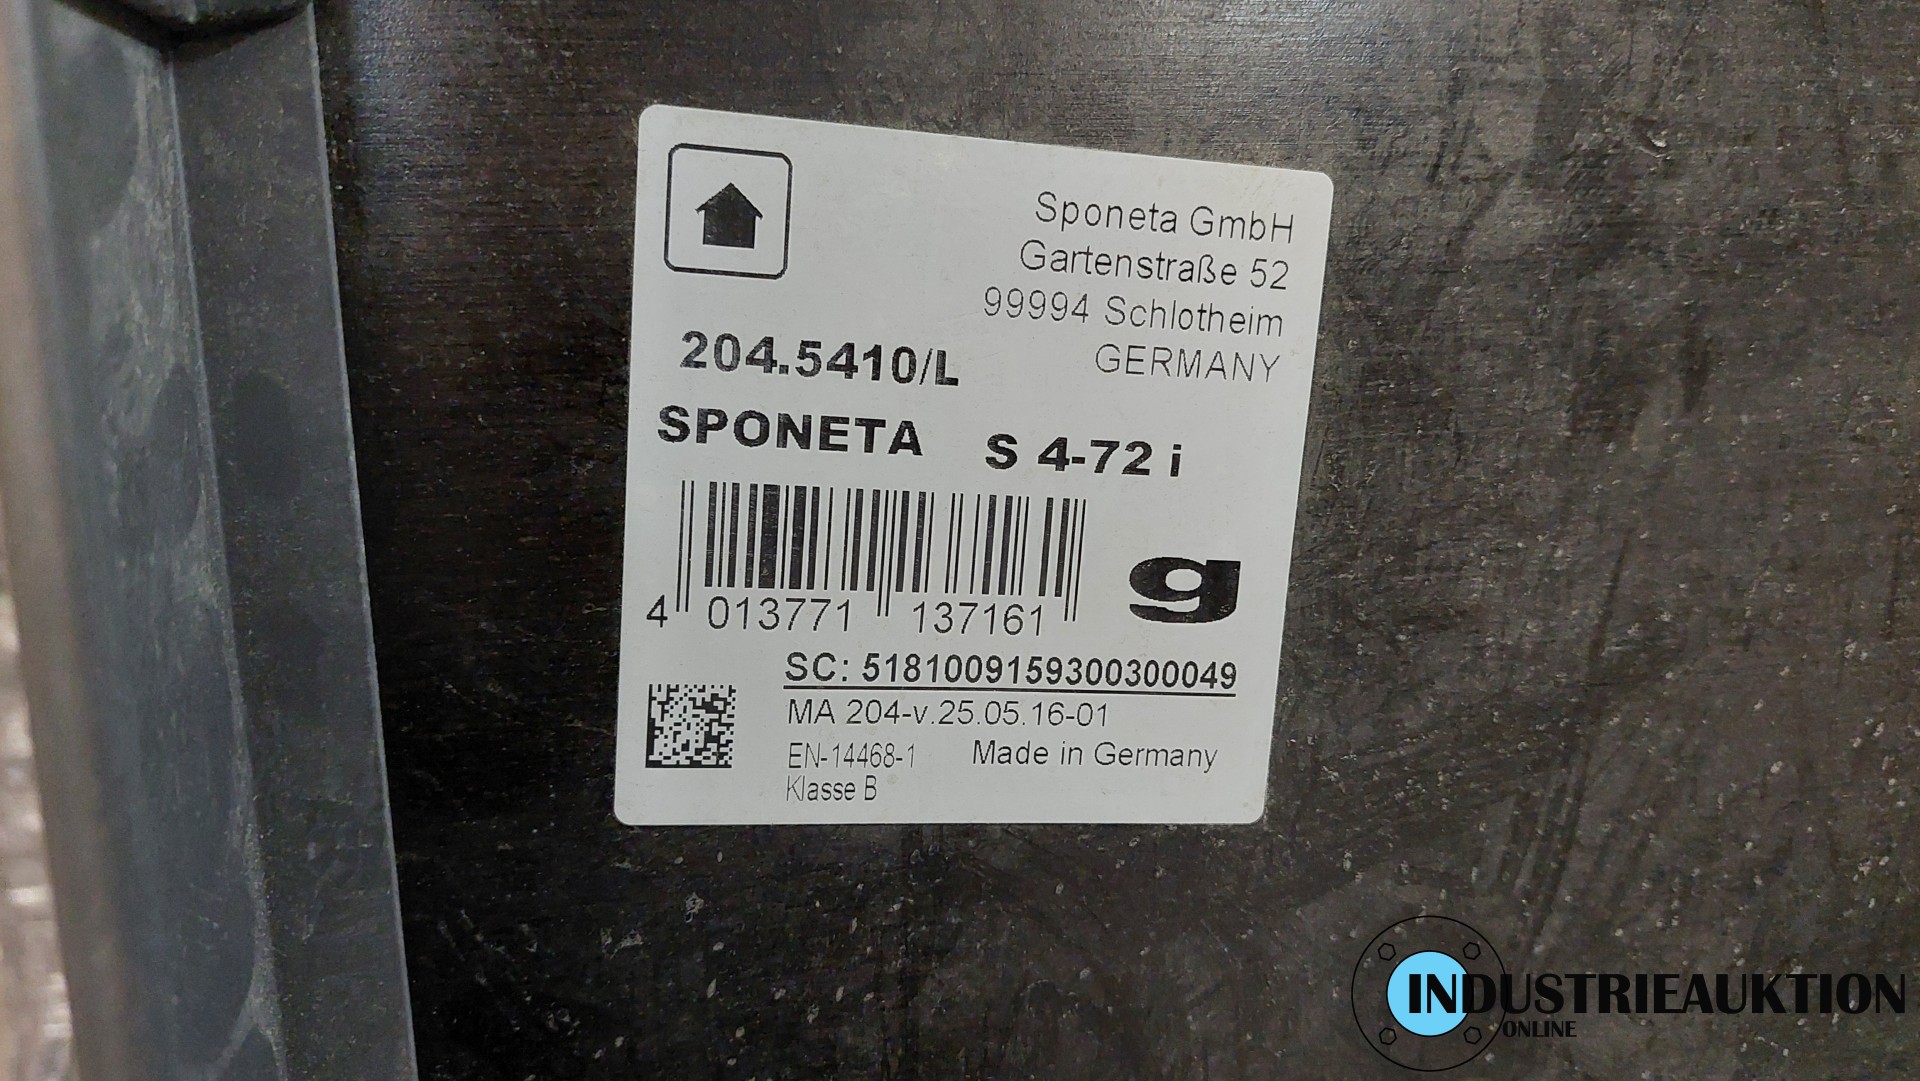 Sponeta GmbH
Gartenstraße 52
99994 Schlotheim
GERMANY
204.5410/L
SPONETA S 4-72 i
4 013771 137161
g
SC: 5181009159300300049
MA 204-v.25.05.16-01
EN-14468-1 Made in Germany
Klasse B
INDUSTRIEAUKTION
ONLINE